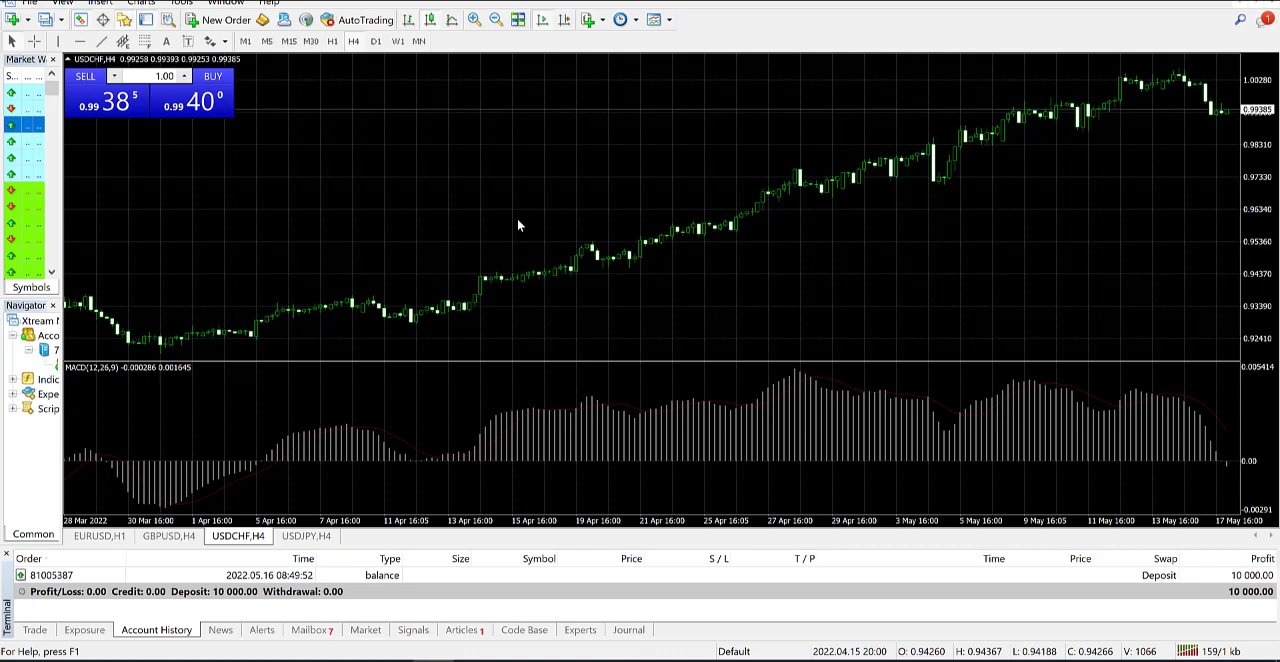 File View Insert Charts Tools Window Help
New Order AutoTrading 1
A T M1 M5 M15 M30 H1 H4 D1 W1 MN
Market W
S... ... ...
Symbols
Navigator
Xtream M
Acco
7
Indic
Expe
Scrip
Common
USDCHF,H4 0.99258 0.99393 0.99253 0.99385
SELL 1.00 BUY
0.99 38 5 0.99 40 0
1.00280
0.99385
0.98310
0.97330
0.96340
0.95360
0.94370
0.93390
0.92410
MACD(12,26,9) -0.000286 0.001645
0.005414
0.00
-0.00291
28 Mar 2022 30 Mar 16:00 1 Apr 16:00 5 Apr 16:00 7 Apr 16:00 11 Apr 16:05 13 Apr 16:00 15 Apr 16:00 19 Apr 16:00 21 Apr 16:00 25 Apr 16:05 27 Apr 16:00 29 Apr 16:00 3 May 16:00 5 May 16:00 9 May 16:05 11 May 16:00 13 May 16:00 17 May 16:00
EURUSD,H1 GBPUSD,H4 USDCHF,H4 USDJPY,H4
Order Time Type Size Symbol Price S / L T / P Time Price Swap Profit
81005387 2022.05.16 08:49:52 balance Deposit 10 000.00
Profit/Loss: 0.00 Credit: 0.00 Deposit: 10 000.00 Withdrawal: 0.00 10 000.00
Terminal
Trade Exposure Account History News Alerts Mailbox 7 Market Signals Articles 1 Code Base Experts Journal
For Help, press F1 Default 2022.04.15 20:00 O: 0.94260 H: 0.94367 L: 0.94188 C: 0.94266 V: 1066 159/1 kb